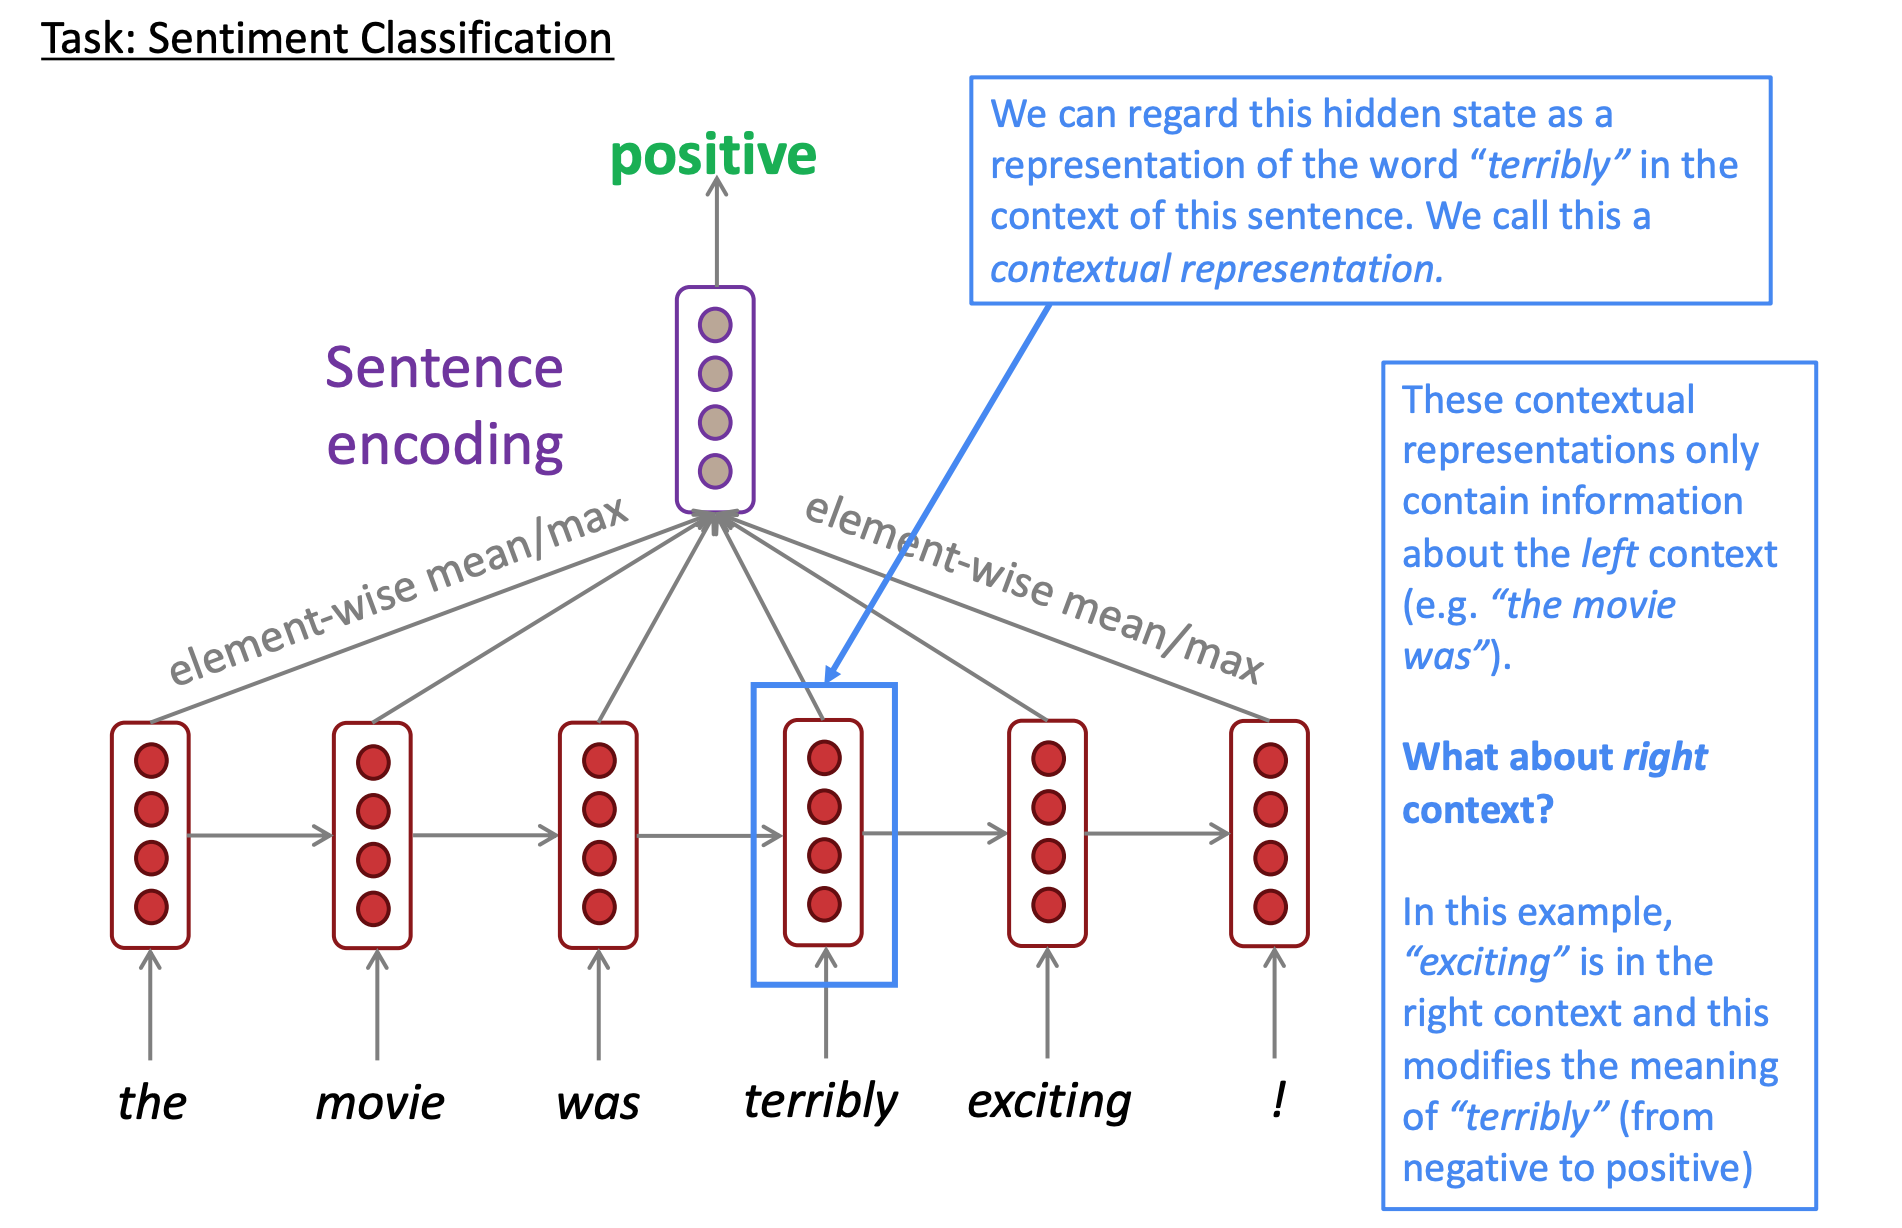 Task: Sentiment Classification
We can regard this hidden state as a
representation of the word “terribly” in the
context of this sentence. We call this a
contextual representation.
positive
Sentence
encoding
element-wise mean/max
element-wise mean/max
These contextual
representations only
contain information
about the left context
(e.g. “the movie
was”).
What about right
context?
In this example,
“exciting” is in the
right context and this
modifies the meaning
of “terribly” (from
negative to positive)
the movie was terribly exciting !